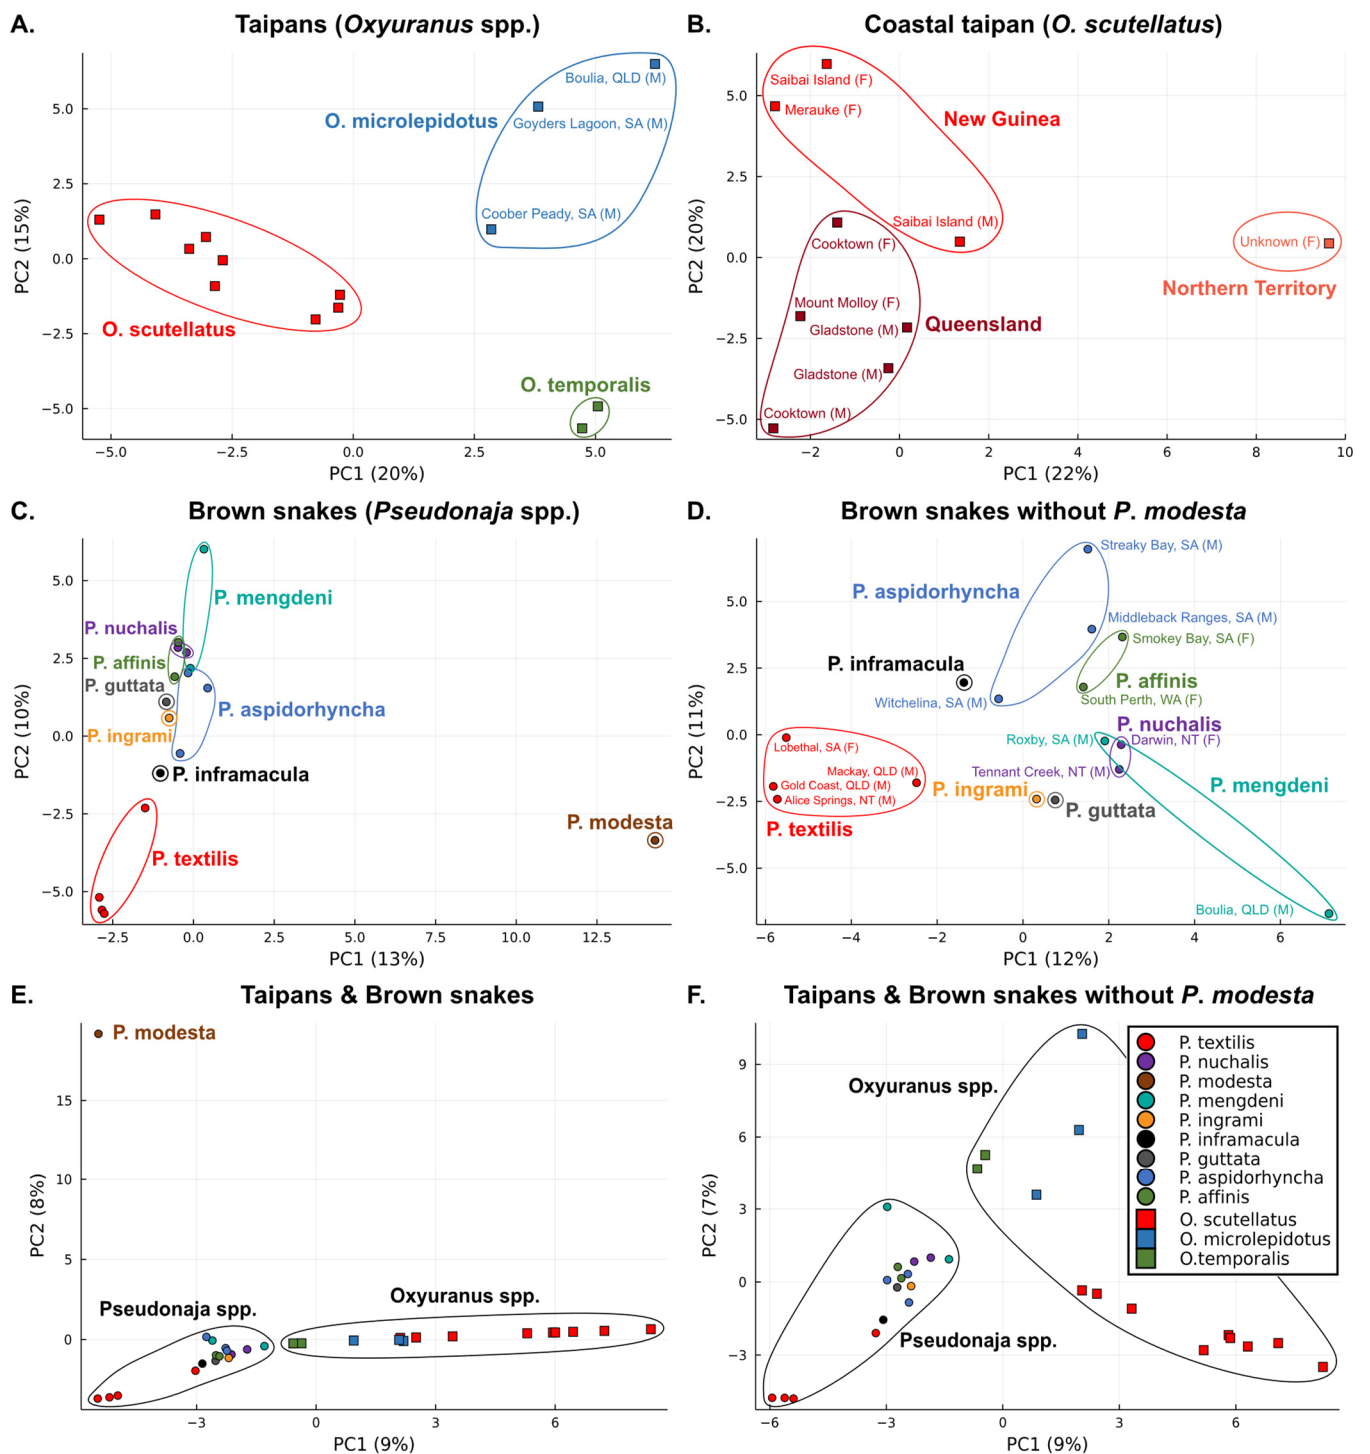 A.
Taipans (Oxyuranus spp.)
5.0
2.5
0.0
−2.5
−5.0
PC2 (15%)
Boulia, QLD (M)
O. microlepidotus
Goyders Lagoon, SA (M)
Coober Peady, SA (M)
O. scutellatus
O. temporalis
−5.0 −2.5 0.0 2.5 5.0
PC1 (20%)
B.
Coastal taipan (O. scutellatus)
5.0
2.5
0.0
−2.5
−5.0
PC2 (20%)
Saibai Island (F)
Merauke (F)
New Guinea
Saibai Island (M)
Cooktown (F)
Unknown (F)
Northern Territory
Mount Molloy (F)
Queensland
Gladstone (M)
Gladstone (M)
Cooktown (M)
−2 0 2 4 6 8 10
PC1 (22%)
C.
Brown snakes (Pseudonaja spp.)
5.0
2.5
0.0
−2.5
−5.0
PC2 (10%)
P. mengdeni
P. nuchalis
P. affinis
P. guttata
P. aspidorhyncha
P. ingrami
P. inframacula
P. modesta
P. textilis
−2.5 0.0 2.5 5.0 7.5 10.0 12.5
PC1 (13%)
D.
Brown snakes without P. modesta
5.0
2.5
0.0
−2.5
−5.0
PC2 (11%)
Streaky Bay, SA (M)
P. aspidorhyncha
Middleback Ranges, SA (M)
Smokey Bay, SA (F)
P. inframacula
P. affinis
Witchelina, SA (M)
South Perth, WA (F)
P. nuchalis
Roxby, SA (M)
Darwin, NT (F)
Lobethal, SA (F)
Mackay, QLD (M)
Tennant Creek, NT (M)
Gold Coast, QLD (M)
P. ingrami
P. mengdeni
Alice Springs, NT (M)
P. guttata
P. textilis
Boulia, QLD (M)
−6 −4 −2 0 2 4 6
PC1 (12%)
E.
Taipans & Brown snakes
15
10
5
0
PC2 (8%)
P. modesta
Oxyuranus spp.
Pseudonaja spp.
−3 0 3 6
PC1 (9%)
F.
Taipans & Brown snakes without P. modesta
9
6
3
0
−3
PC2 (7%)
Oxyuranus spp.
Pseudonaja spp.
P. textilis
P. nuchalis
P. modesta
P. mengdeni
P. ingrami
P. inframacula
P. guttata
P. aspidorhyncha
P. affinis
O. scutellatus
O. microlepidotus
O.temporalis
−6 −3 0 3 6
PC1 (9%)